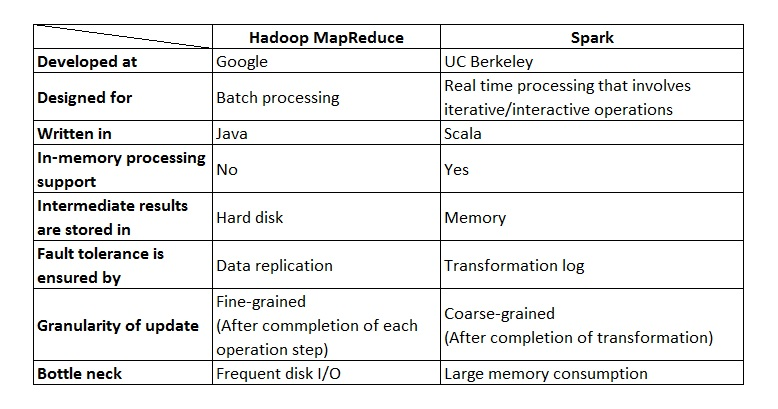 Hadoop MapReduce Spark
Developed at Google UC Berkeley
Designed for Batch processing Real time processing that involves
iterative/interactive operations
Written in Java Scala
In-memory processing
support No Yes
Intermediate results
are stored in Hard disk Memory
Fault tolerance is
ensured by Data replication Transformation log
Granularity of update Fine-grained
(After commpletion of each
operation step) Coarse-grained
(After completion of transformation)
Bottle neck Frequent disk I/O Large memory consumption